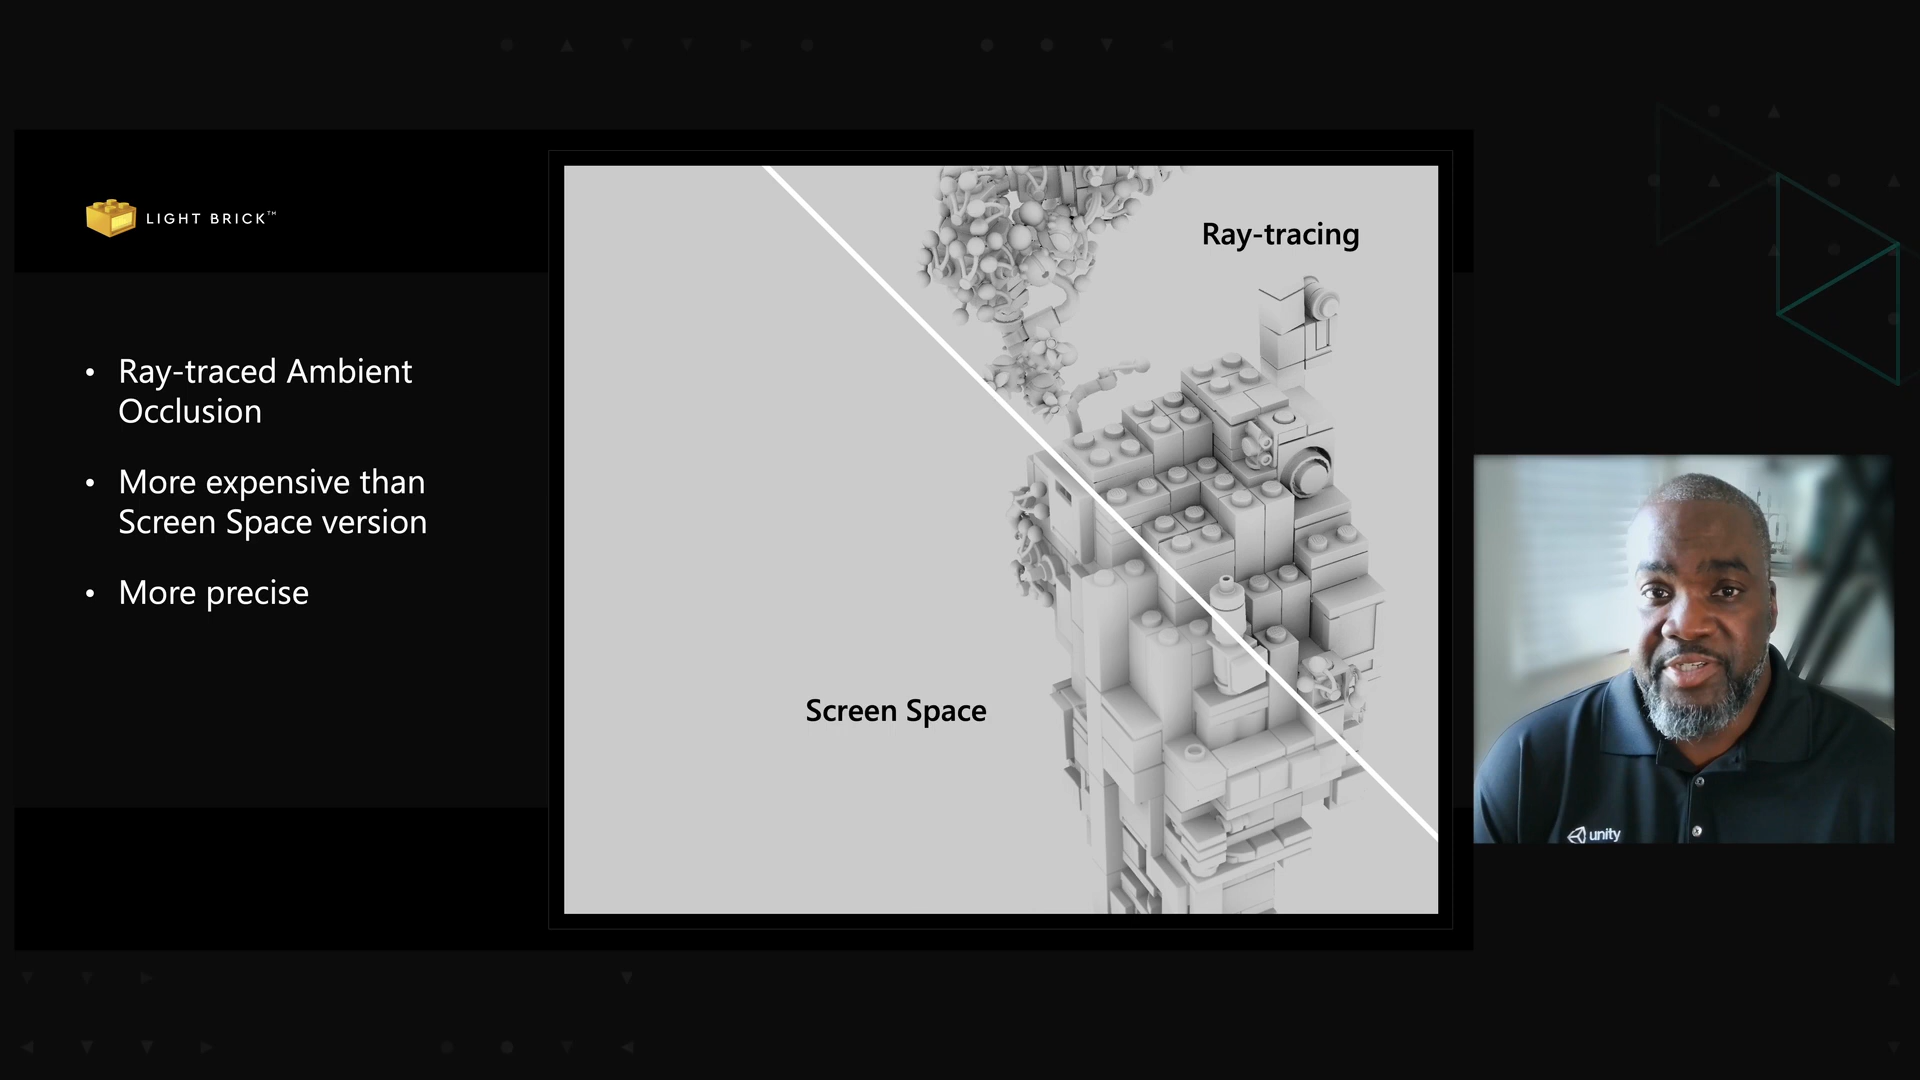 LIGHT BRICK™
• Ray-traced Ambient
Occlusion
• More expensive than
Screen Space version
• More precise
Ray-tracing
Screen Space
unity